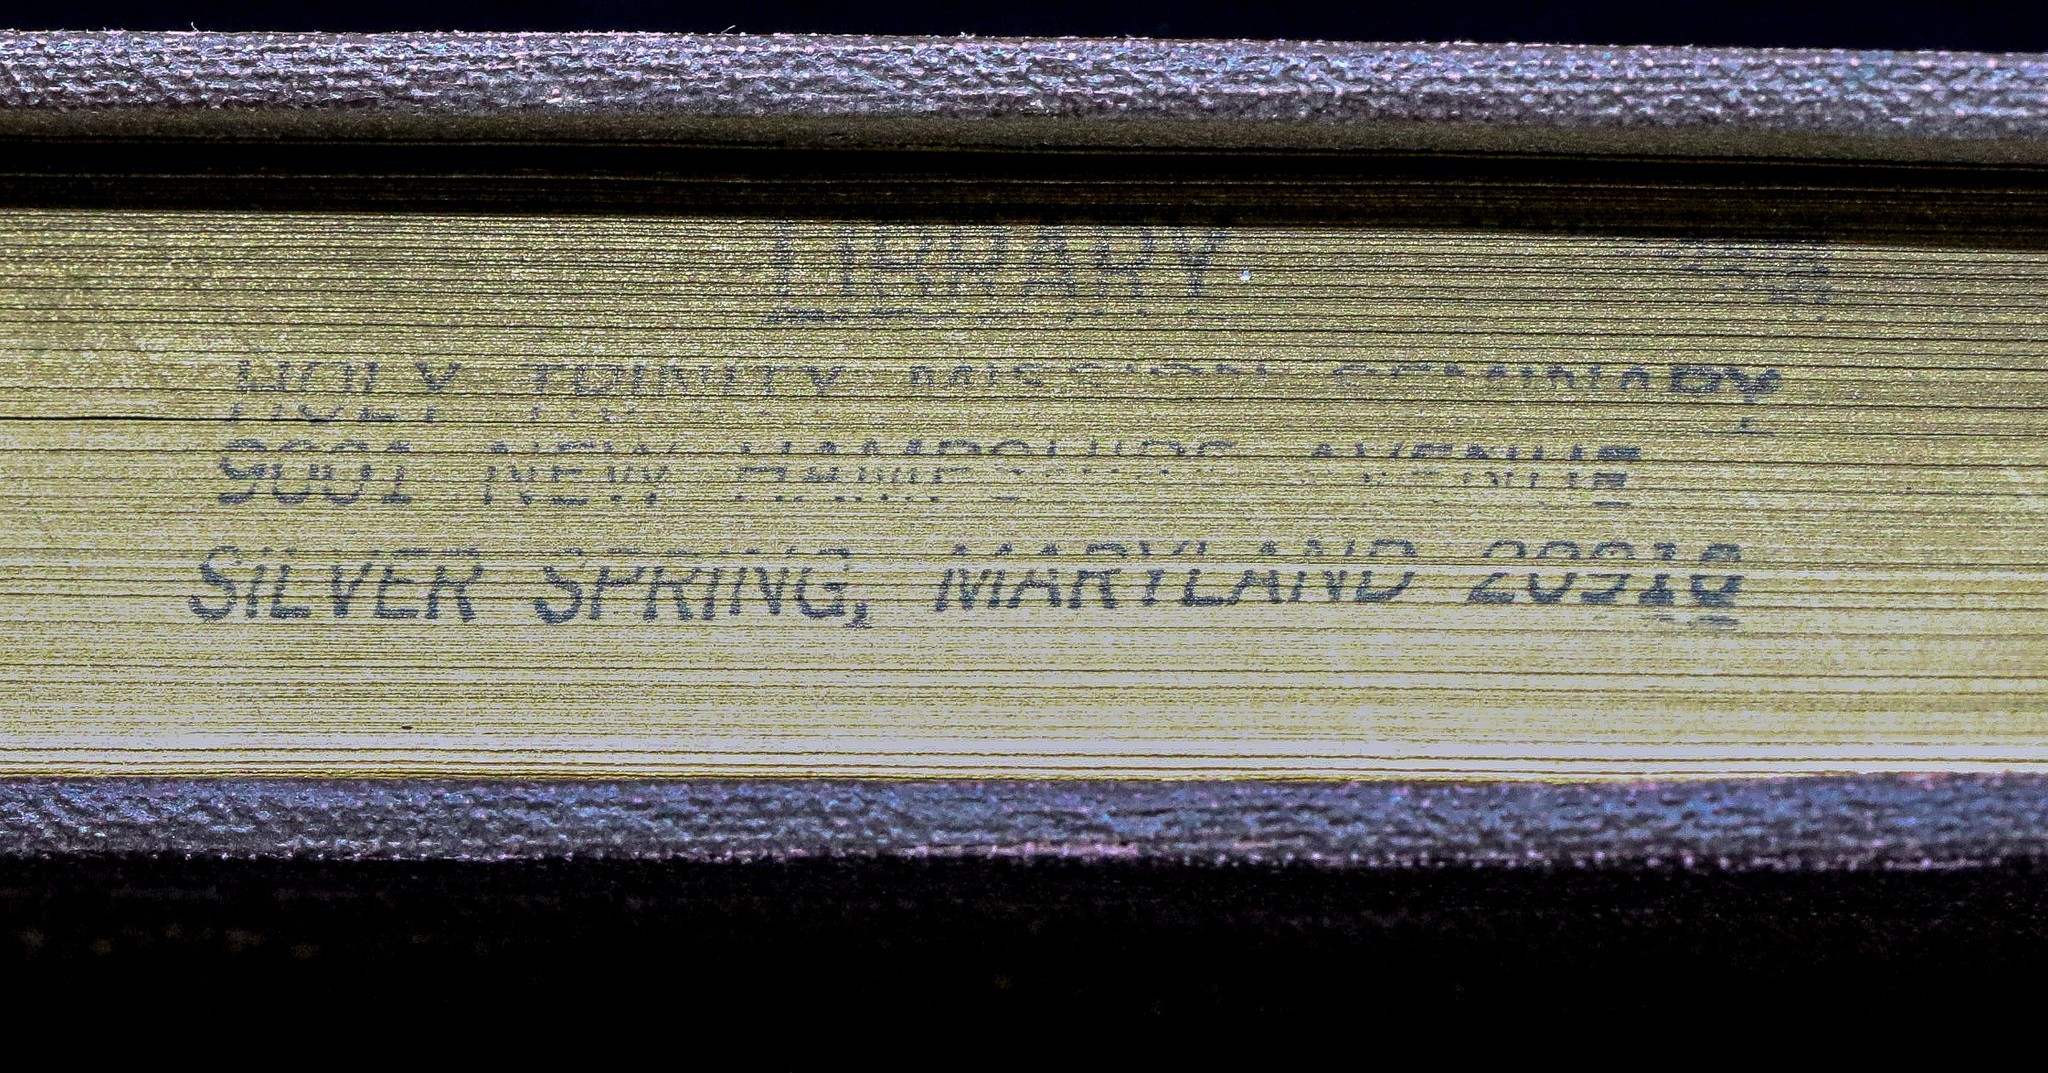 LIBRARY
HOLY TRINITY MISSION SEMINARY
9001 NEW HAMPSHIRE AVENUE
SILVER SPRING, MARYLAND 20910